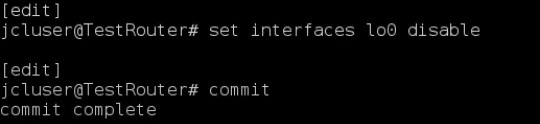 [edit]
jcluser@TestRouter# set interfaces lo0 disable
[edit]
jcluser@TestRouter# commit
commit complete